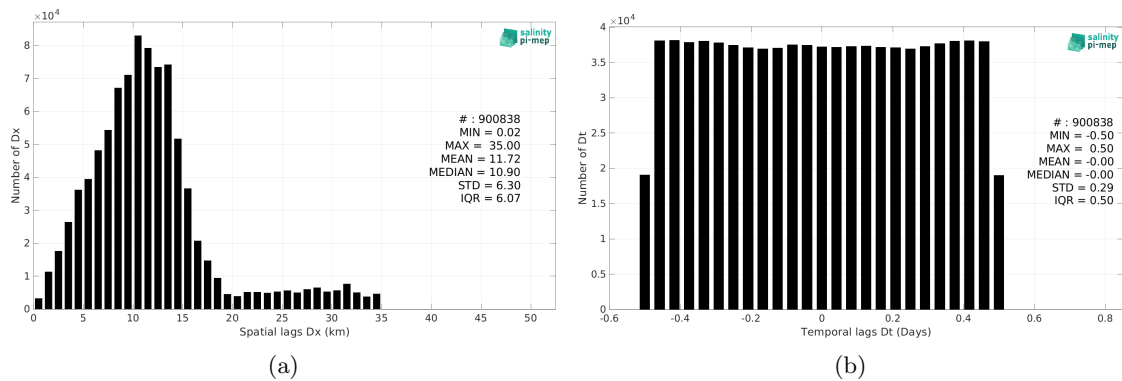 ×10⁴
9
8
7
6
5
4
3
2
1
0
Number of Dx
salinity
pi-mep
# : 900838
MIN = 0.02
MAX = 35.00
MEAN = 11.72
MEDIAN = 10.90
STD = 6.30
IQR = 6.07
0 5 10 15 20 25 30 35 40 45 50
Spatial lags Dx (km)
(a)
×10⁴
4
3.5
3
2.5
2
1.5
1
0.5
0
Number of Dt
salinity
pi-mep
# : 900838
MIN = -0.50
MAX = 0.50
MEAN = -0.00
MEDIAN = -0.00
STD = 0.29
IQR = 0.50
-0.6 -0.4 -0.2 0 0.2 0.4 0.6 0.8
Temporal lags Dt (Days)
(b)